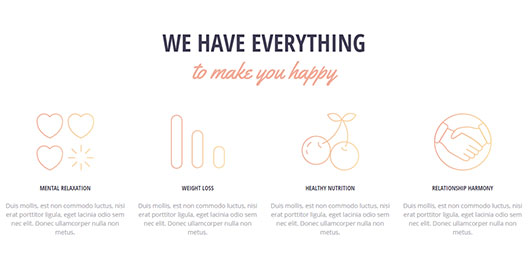 WE HAVE EVERYTHING
to make you happy
MENTAL RELAXATION
Duis mollis, est non commodo luctus, nisi
erat porttitor ligula, eget lacinia odio sem
nec elit. Donec ullamcorper nulla non
metus.
WEIGHT LOSS
Duis mollis, est non commodo luctus, nisi
erat porttitor ligula, eget lacinia odio sem
nec elit. Donec ullamcorper nulla non
metus.
HEALTHY NUTRITION
Duis mollis, est non commodo luctus, nisi
erat porttitor ligula, eget lacinia odio sem
nec elit. Donec ullamcorper nulla non
metus.
RELATIONSHIP HARMONY
Duis mollis, est non commodo luctus, nisi
erat porttitor ligula, eget lacinia odio sem
nec elit. Donec ullamcorper nulla non
metus.